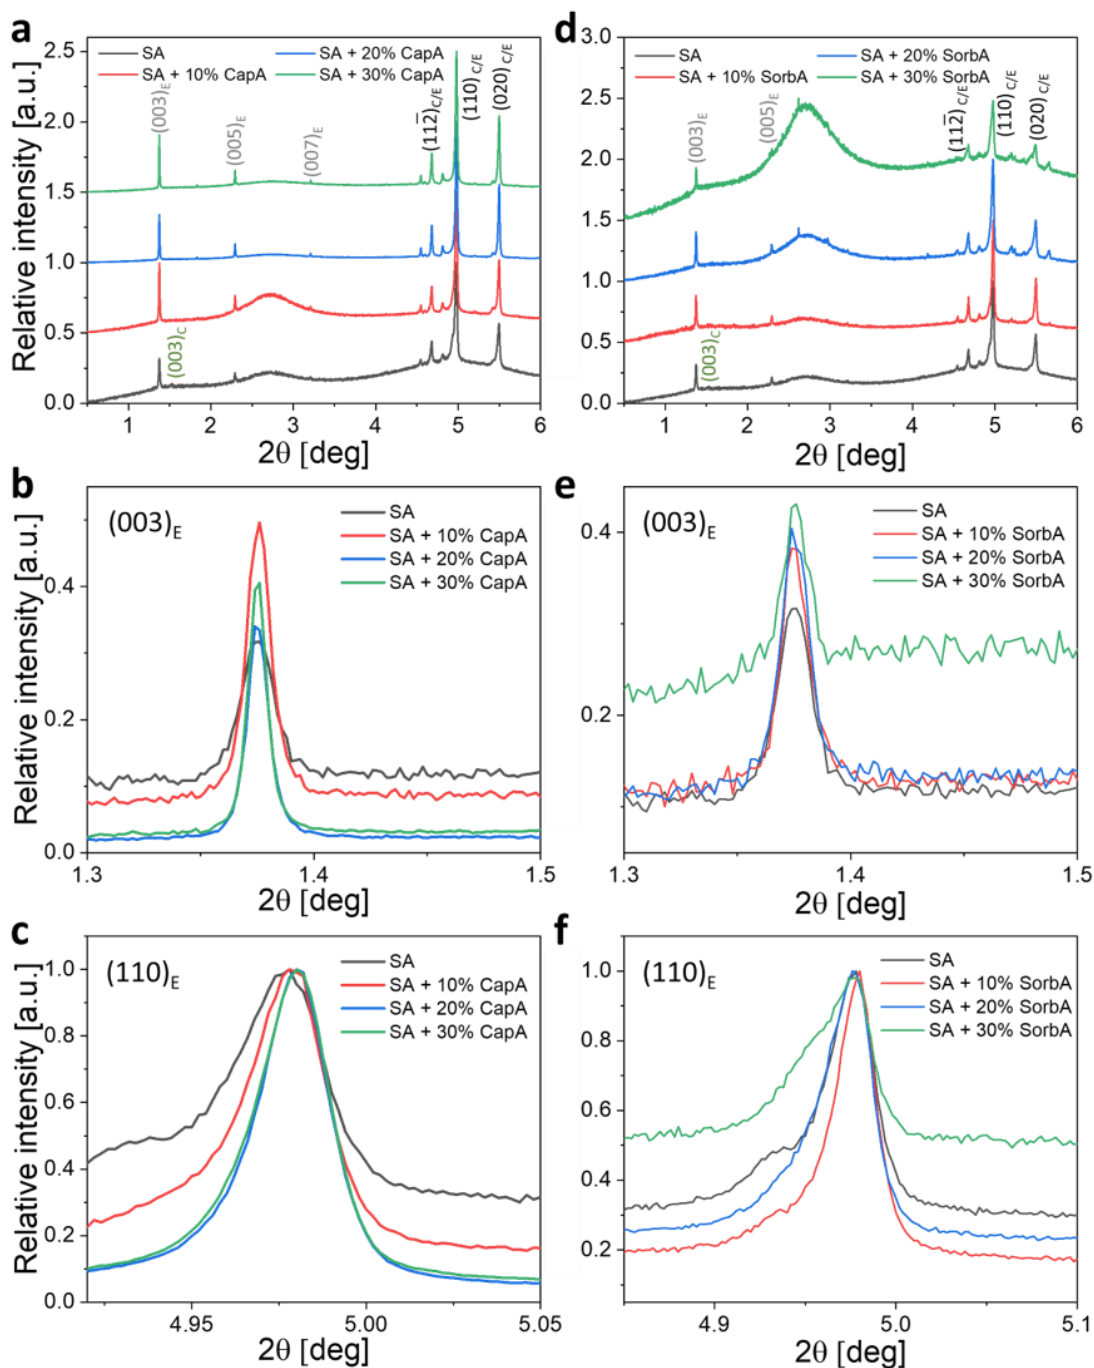 a
SA
SA + 20% CapA
SA + 10% CapA
SA + 30% CapA
(003)E
(005)E
(007)E
(11̄2)C/E
(110)C/E
(020)C/E
(003)C
2.5
2.0
1.5
1.0
0.5
0.0
1 2 3 4 5 6
Relative intensity [a.u.]
2θ [deg]
d
SA
SA + 20% SorbA
SA + 10% SorbA
SA + 30% SorbA
(003)E
(005)E
(11̄2)C/E
(110)C/E
(020)C/E
(003)C
3.0
2.5
2.0
1.5
1.0
0.5
0.0
1 2 3 4 5 6
2θ [deg]
b
(003)E
SA
SA + 10% CapA
SA + 20% CapA
SA + 30% CapA
0.4
0.2
0.0
1.3 1.4 1.5
Relative intensity [a.u.]
2θ [deg]
e
(003)E
SA
SA + 10% SorbA
SA + 20% SorbA
SA + 30% SorbA
0.4
0.2
1.3 1.4 1.5
2θ [deg]
c
(110)E
SA
SA + 10% CapA
SA + 20% CapA
SA + 30% CapA
1.0
0.8
0.6
0.4
0.2
0.0
4.95 5.00 5.05
Relative intensity [a.u.]
2θ [deg]
f
(110)E
SA
SA + 10% SorbA
SA + 20% SorbA
SA + 30% SorbA
1.0
0.8
0.6
0.4
0.2
4.9 5.0 5.1
2θ [deg]